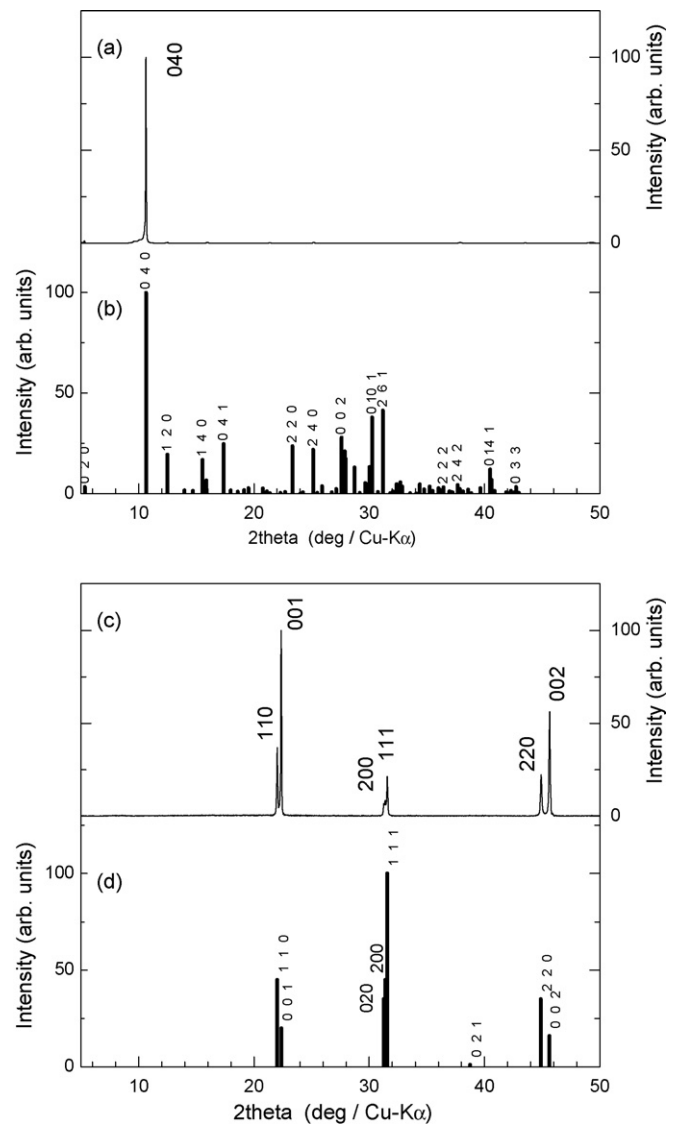 (a)
040
100
50
0
Intensity (arb. units)
(b)
100
50
0
Intensity (arb. units)
0 2 0
0 4 0
1 2 0
1 4 0
0 4 1
2 2 0
2 4 0
0 0 2
0 10 1
2 6 1
2 2 2
2 4 2
0 14 1
0 3 3
10 20 30 40 50
2theta (deg / Cu-Kα)
(c)
110
001
200
111
220
002
100
50
0
Intensity (arb. units)
(d)
100
50
0
Intensity (arb. units)
1 1 0
0 0 1
020
200
1 1 1
0 2 1
2 2 0
0 0 2
10 20 30 40 50
2theta (deg / Cu-Kα)